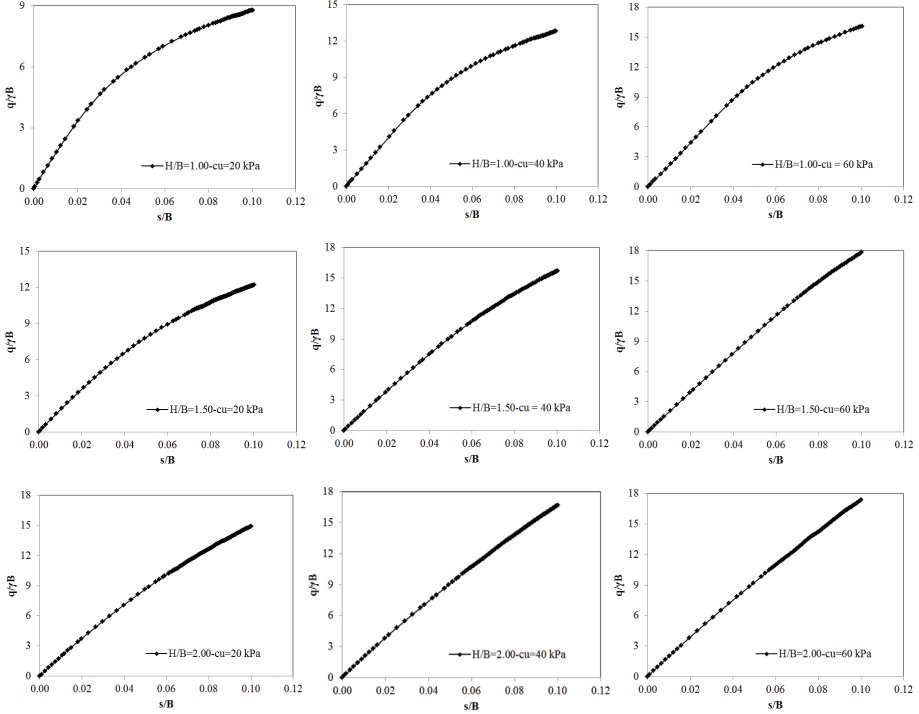 9
6
3
0
q/γB
H/B=1.00-cu=20 kPa
0.00 0.02 0.04 0.06 0.08 0.10 0.12
s/B
15
12
9
6
3
0
q/γB
H/B=1.00-cu=40 kPa
0.00 0.02 0.04 0.06 0.08 0.10 0.12
s/B
18
15
12
9
6
3
0
q/γB
H/B=1.00-cu = 60 kPa
0.00 0.02 0.04 0.06 0.08 0.10 0.12
s/B
15
12
9
6
3
0
q/γB
H/B=1.50-cu=20 kPa
0.00 0.02 0.04 0.06 0.08 0.10 0.12
s/B
18
15
12
9
6
3
0
q/γB
H/B=1.50-cu = 40 kPa
0.00 0.02 0.04 0.06 0.08 0.10 0.12
s/B
18
15
12
9
6
3
0
q/γB
H/B=1.50-cu=60 kPa
0.00 0.02 0.04 0.06 0.08 0.10 0.12
s/B
18
15
12
9
6
3
0
q/γB
H/B=2.00-cu=20 kPa
0.00 0.02 0.04 0.06 0.08 0.10 0.12
s/B
18
15
12
9
6
3
0
q/γB
H/B=2.00-cu=40 kPa
0.00 0.02 0.04 0.06 0.08 0.10 0.12
s/B
18
15
12
9
6
3
0
q/γB
H/B=2.00-cu=60 kPa
0.00 0.02 0.04 0.06 0.08 0.10 0.12
s/B